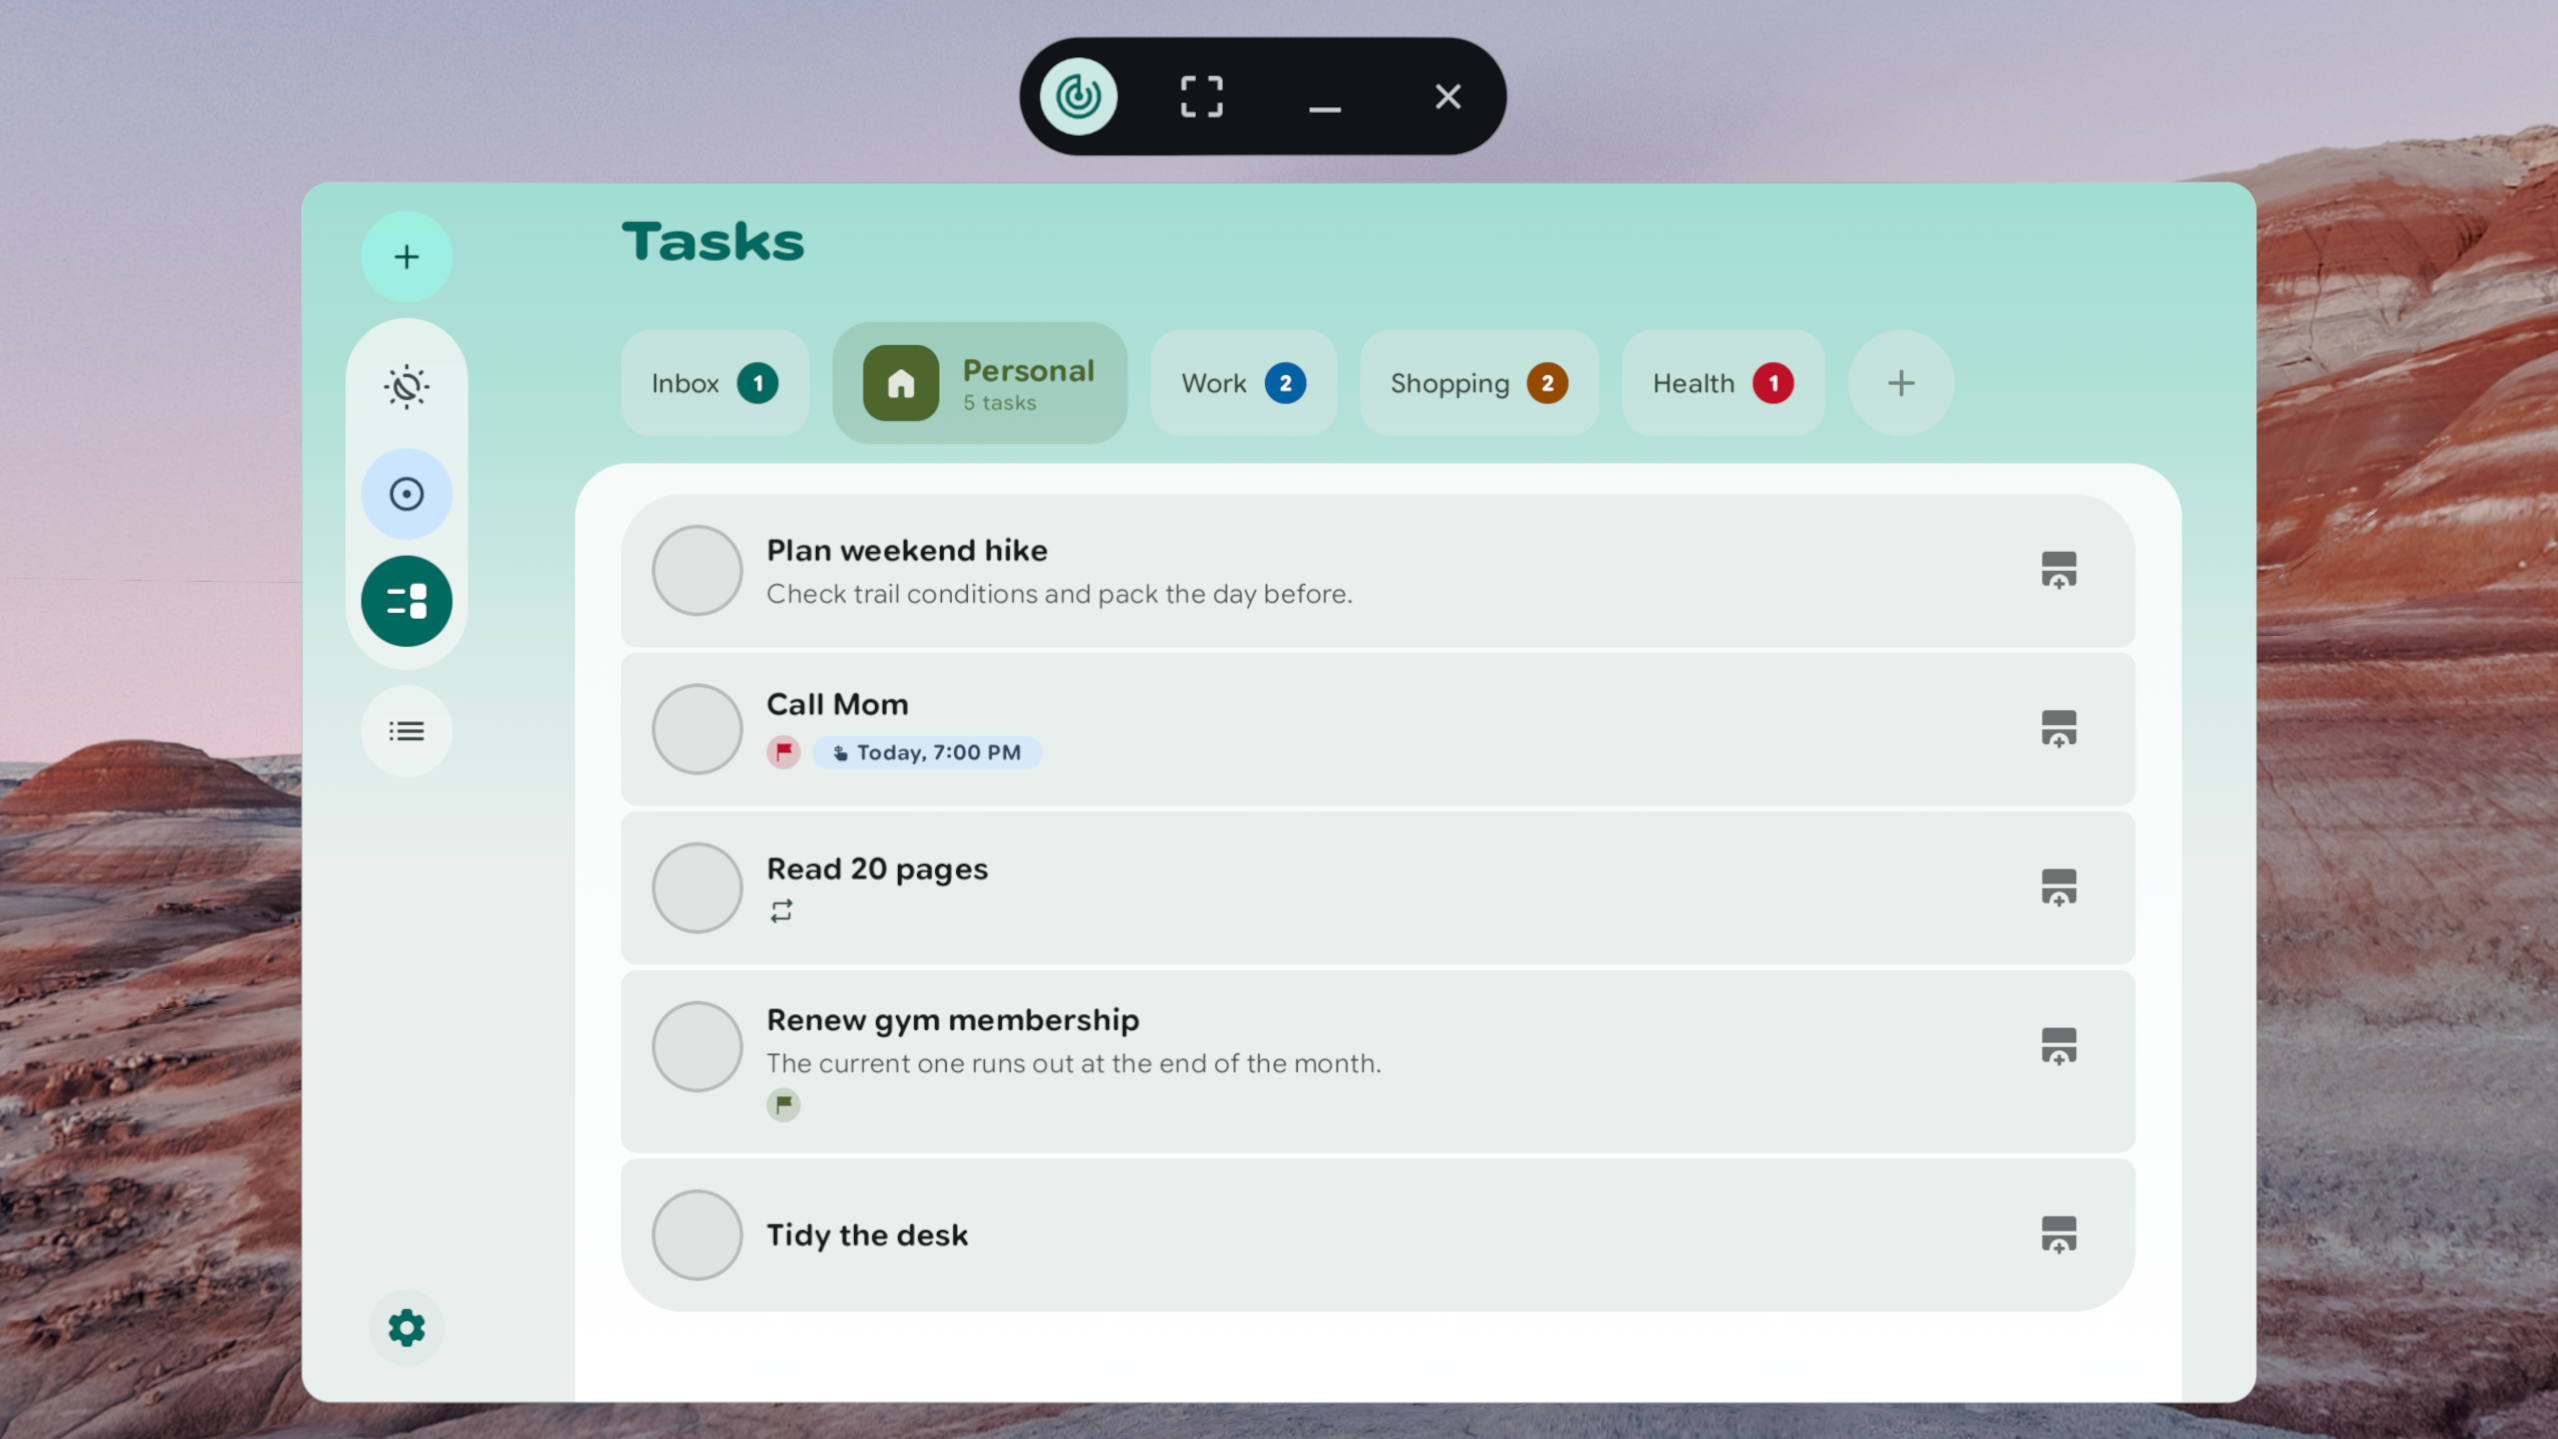 Tasks
Inbox 1
Personal
5 tasks
Work 2
Shopping 2
Health 1
Plan weekend hike
Check trail conditions and pack the day before.
Call Mom
Today, 7:00 PM
Read 20 pages
Renew gym membership
The current one runs out at the end of the month.
Tidy the desk